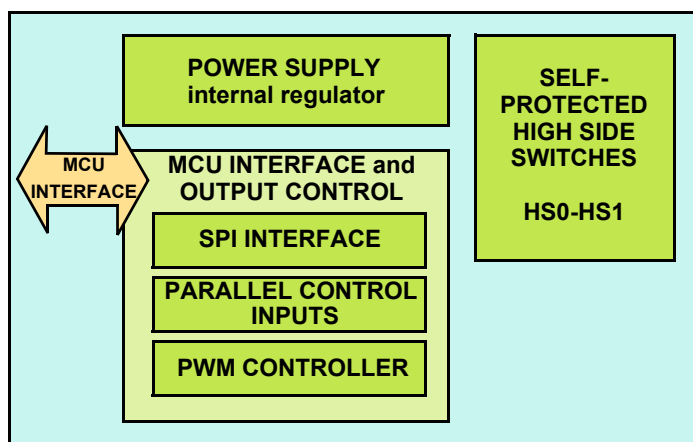 POWER SUPPLY
internal regulator
SELF-
PROTECTED
HIGH SIDE
SWITCHES
HS0-HS1
MCU
INTERFACE
MCU INTERFACE and
OUTPUT CONTROL
SPI INTERFACE
PARALLEL CONTROL
INPUTS
PWM CONTROLLER